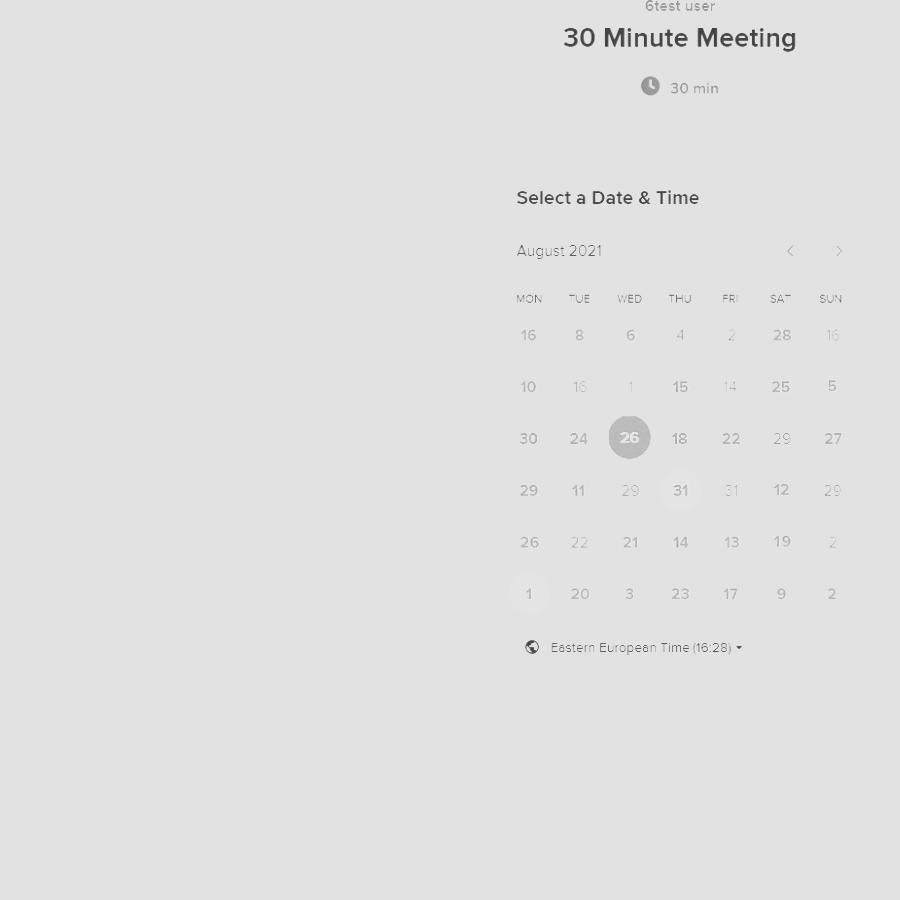 6test user
30 Minute Meeting
30 min
Select a Date & Time
August 2021
MON TUE WED THU FRI SAT SUN
16 8 6 4 2 28 16
10 16 1 15 14 25 5
30 24 26 18 22 29 27
29 11 29 31 31 12 29
26 22 21 14 13 19 2
1 20 3 23 17 9 2
Eastern European Time (16:28)